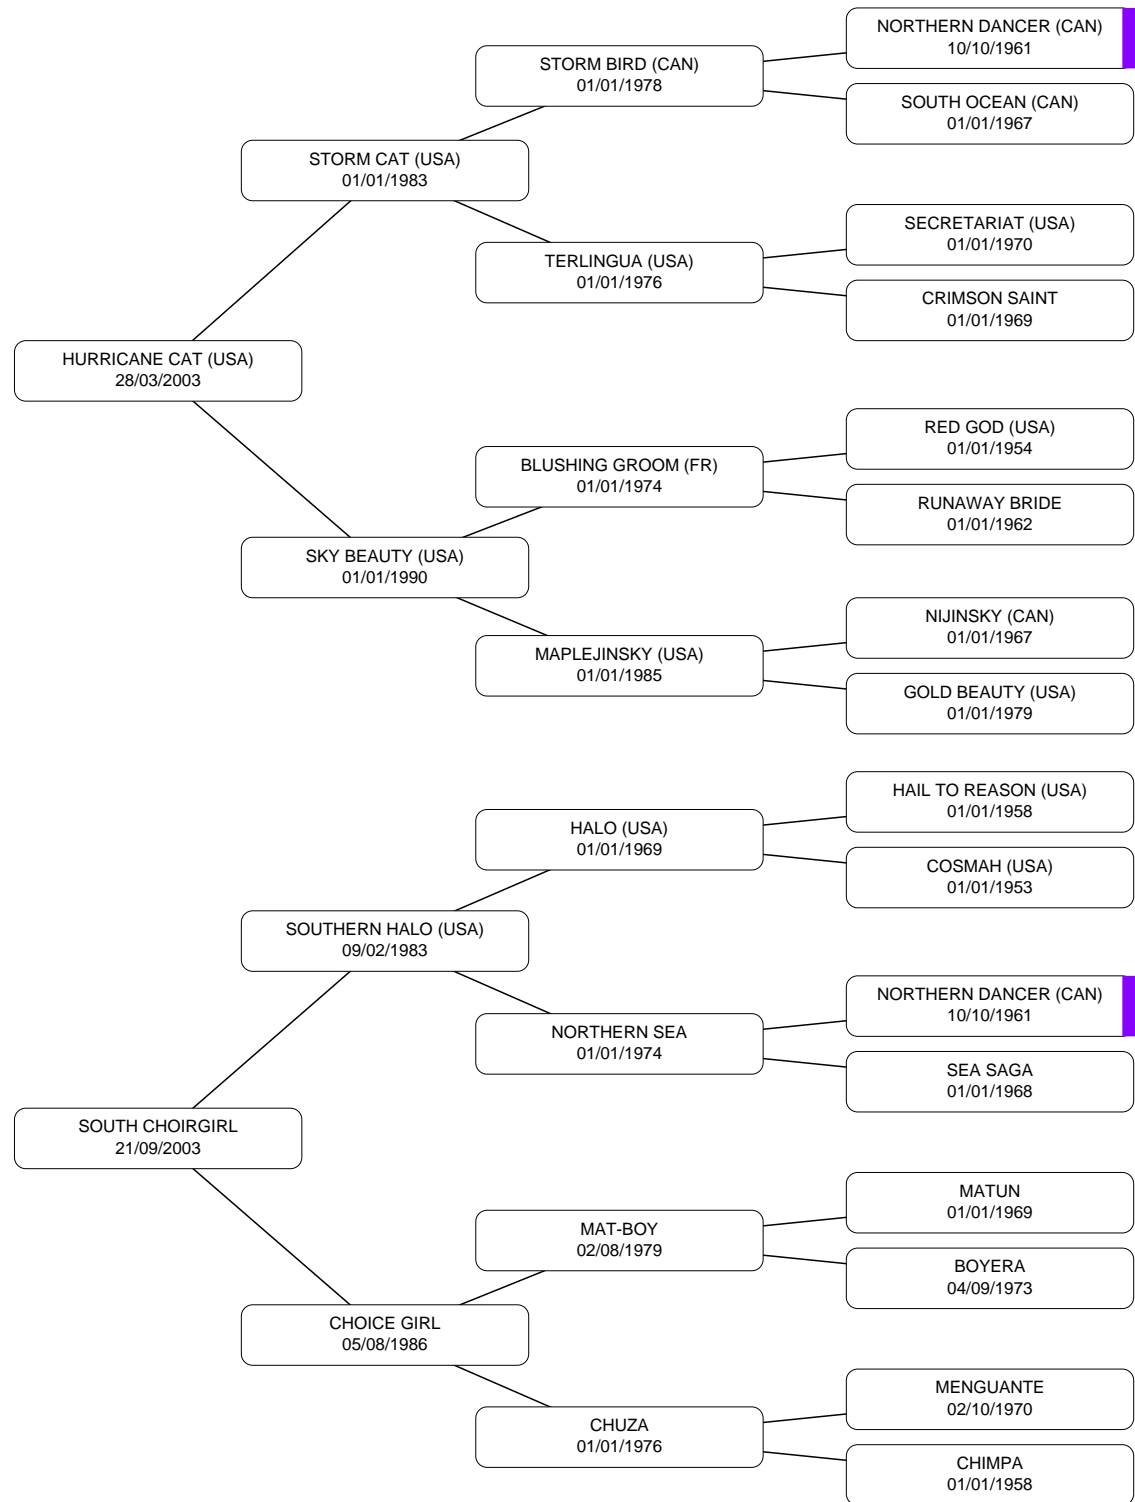 NORTHERN DANCER (CAN)
10/10/1961
STORM BIRD (CAN)
01/01/1978
SOUTH OCEAN (CAN)
01/01/1967
STORM CAT (USA)
01/01/1983
SECRETARIAT (USA)
01/01/1970
TERLINGUA (USA)
01/01/1976
CRIMSON SAINT
01/01/1969
HURRICANE CAT (USA)
28/03/2003
RED GOD (USA)
01/01/1954
BLUSHING GROOM (FR)
01/01/1974
RUNAWAY BRIDE
01/01/1962
SKY BEAUTY (USA)
01/01/1990
NIJINSKY (CAN)
01/01/1967
MAPLEJINSKY (USA)
01/01/1985
GOLD BEAUTY (USA)
01/01/1979
HAIL TO REASON (USA)
01/01/1958
HALO (USA)
01/01/1969
COSMAH (USA)
01/01/1953
SOUTHERN HALO (USA)
09/02/1983
NORTHERN DANCER (CAN)
10/10/1961
NORTHERN SEA
01/01/1974
SEA SAGA
01/01/1968
SOUTH CHOIRGIRL
21/09/2003
MATUN
01/01/1969
MAT-BOY
02/08/1979
BOYERA
04/09/1973
CHOICE GIRL
05/08/1986
MENGUANTE
02/10/1970
CHUZA
01/01/1976
CHIMPA
01/01/1958